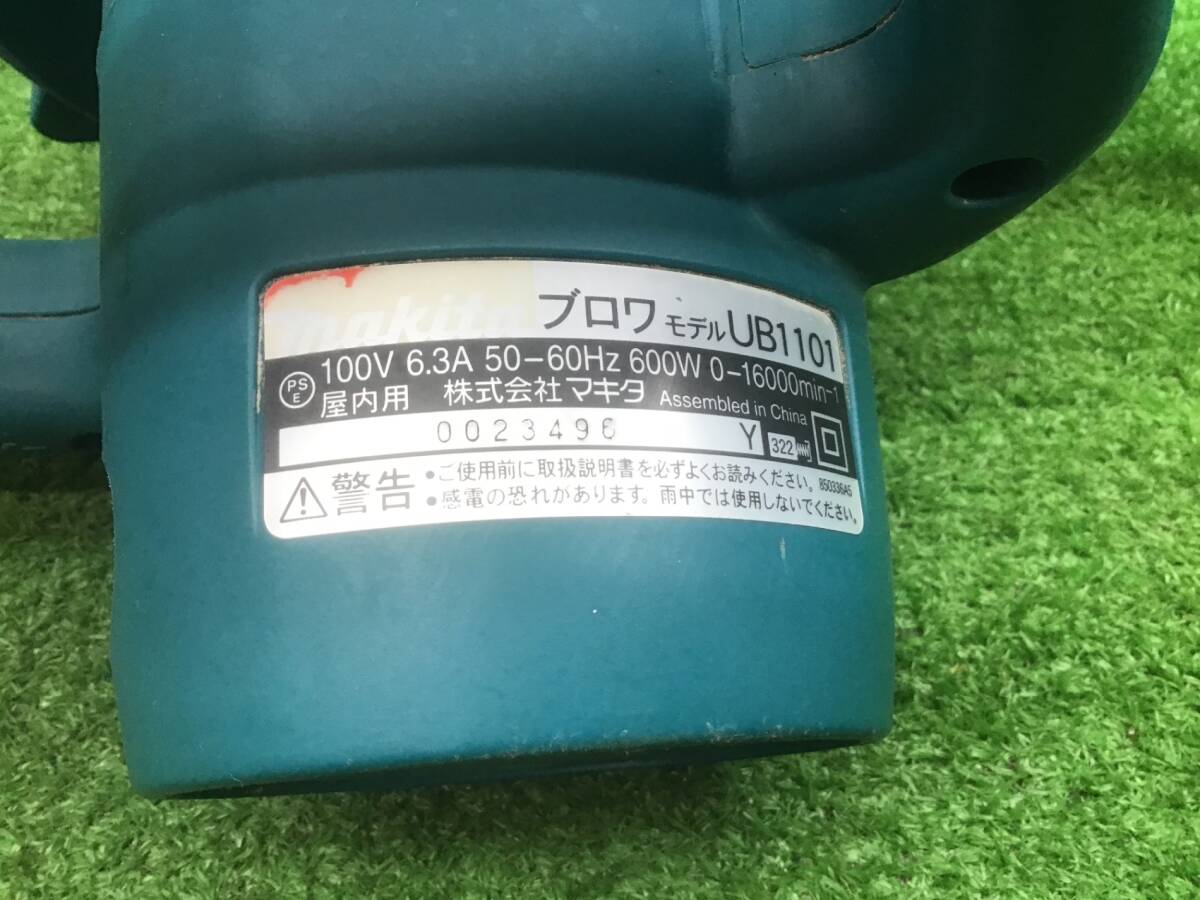 makita ブロワ モデル UB1101
PS E 100V 6.3A 50-60Hz 600W 0-16000min-1
屋内用 株式会社マキタ Assembled in China
0023496 Y 322
警告 •ご使用前に取扱説明書を必ずよくお読みください。 850336A5
•感電の恐れがあります。雨中では使用しないでください。